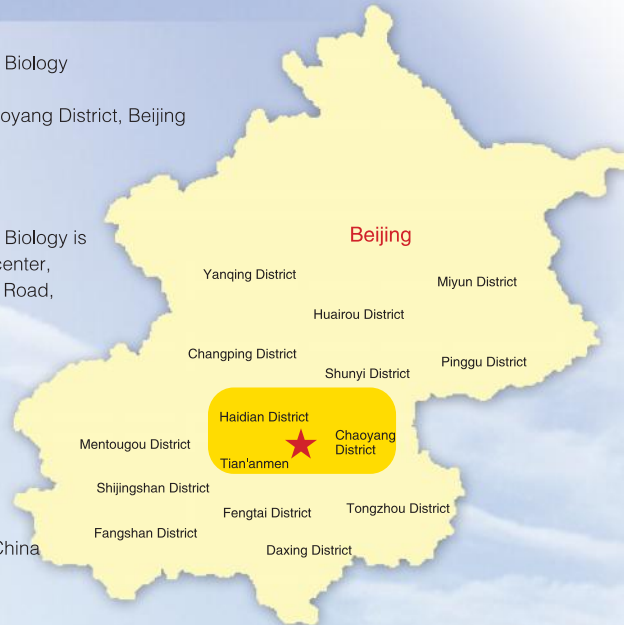 Biology
oyang District, Beijing
Biology is
center,
Road,
China
Beijing
Yanqing District
Miyun District
Huairou District
Changping District
Shunyi District
Pinggu District
Haidian District
Chaoyang
District
Mentougou District
Tian'anmen
Shijingshan District
Fengtai District
Tongzhou District
Fangshan District
Daxing District